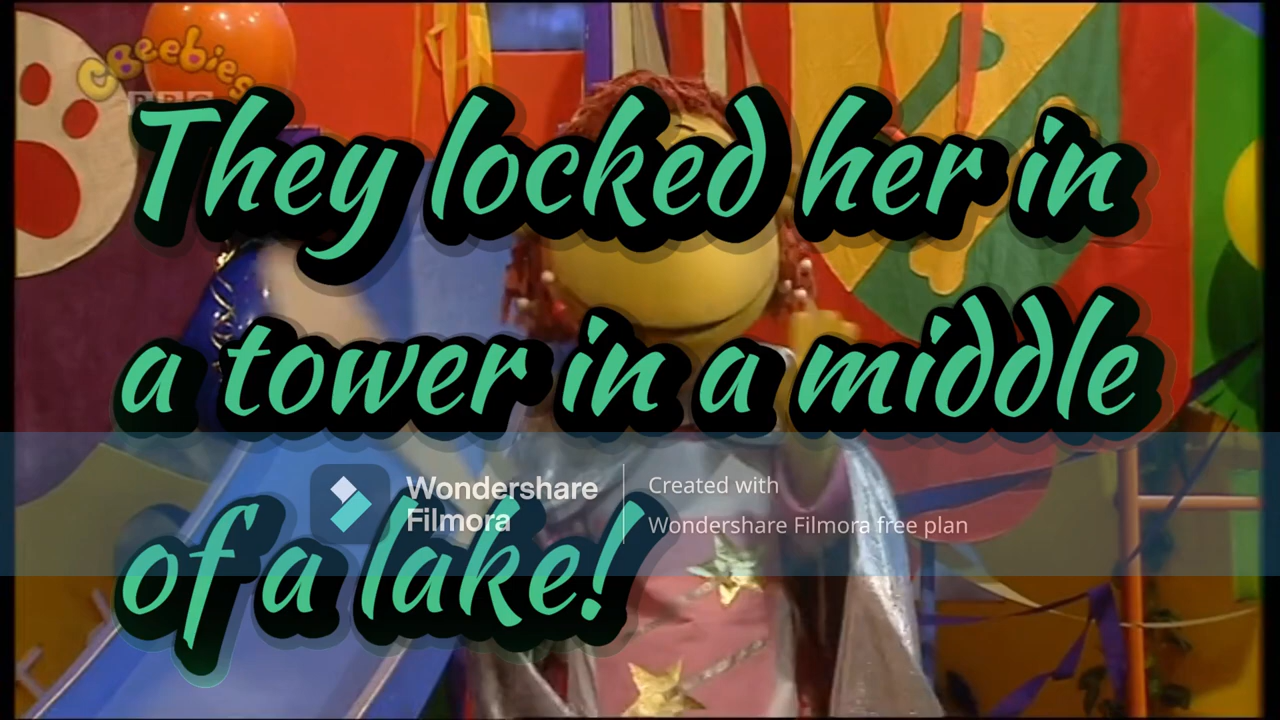 CBeebies
BBC
They locked her in
a tower in a middle
of a lake!
Wondershare
Filmora
Created with
Wondershare Filmora free plan